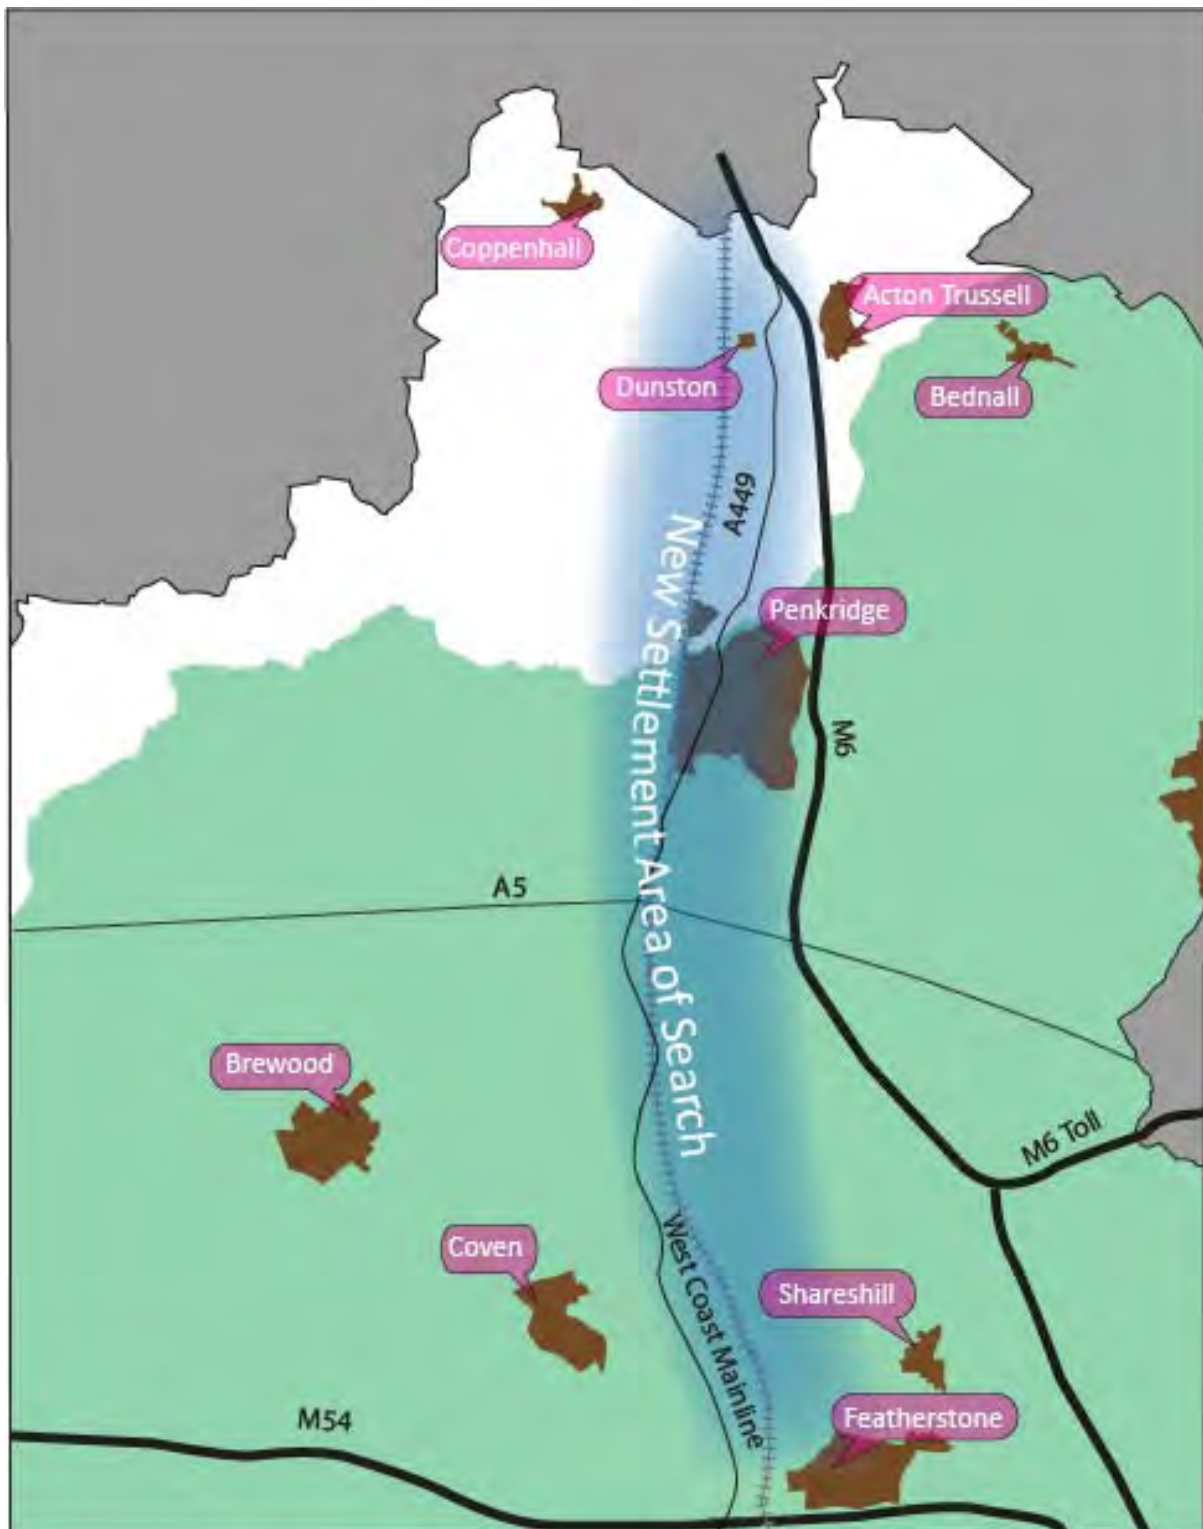 Coppenhall
Acton Trussell
Dunston
Bednall
A449
New Settlement Area of Search
Penkridge
M6
A5
Brewood
M6 Toll
Coven
West Coast Mainline
Shareshill
M54
Featherstone